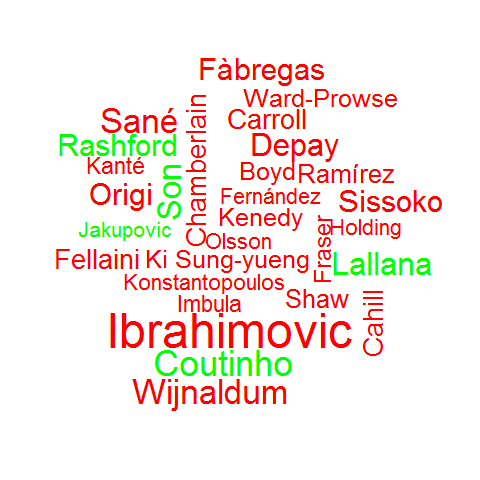 Fàbregas
Ward-Prowse
Sané
Carroll
Rashford
Depay
Kanté
Son
Chamberlain
Boyd
Ramírez
Origi
Fernández
Sissoko
Jakupovic
Kenedy
Holding
Olsson
Fraser
Fellaini
Ki Sung-yueng
Lallana
Konstantopoulos
Imbula
Shaw
Cahill
Ibrahimovic
Coutinho
Wijnaldum